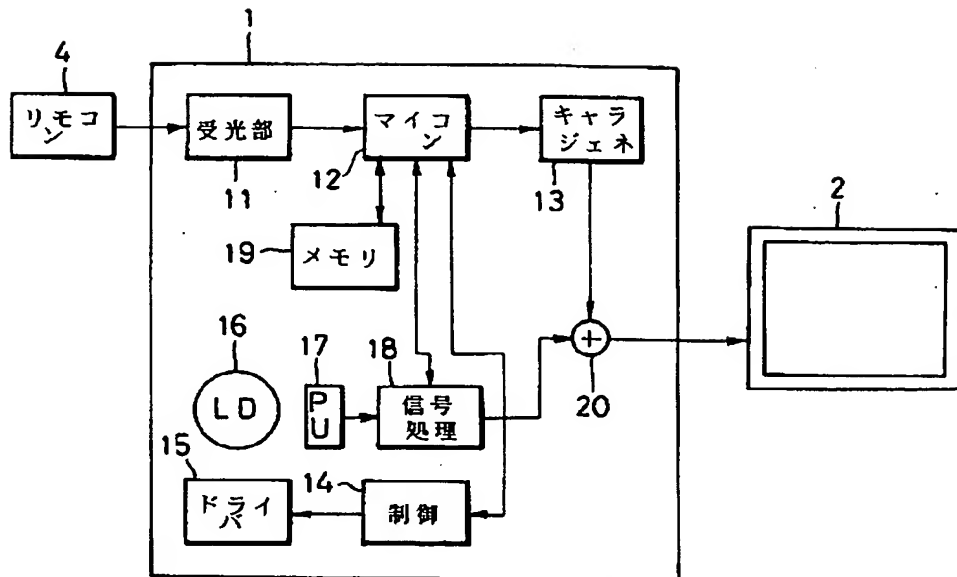 1
4
リモコ
ン
受光部
11
マイコ
ン
12
キャラ
ジェネ
13
19
メモリ
2
16
LD
17
PU
18
信号
処理
20
15
ドライ
バ
14
制御